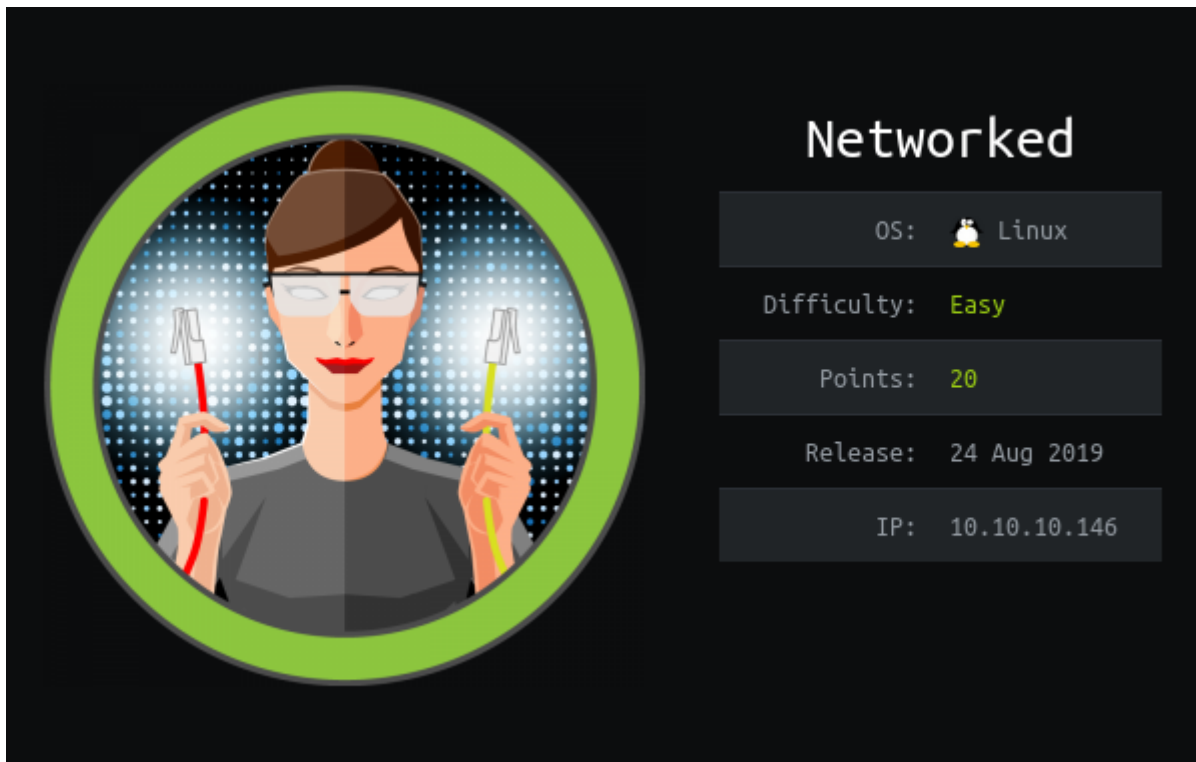 Networked
OS: Linux
Difficulty: Easy
Points: 20
Release: 24 Aug 2019
IP: 10.10.10.146